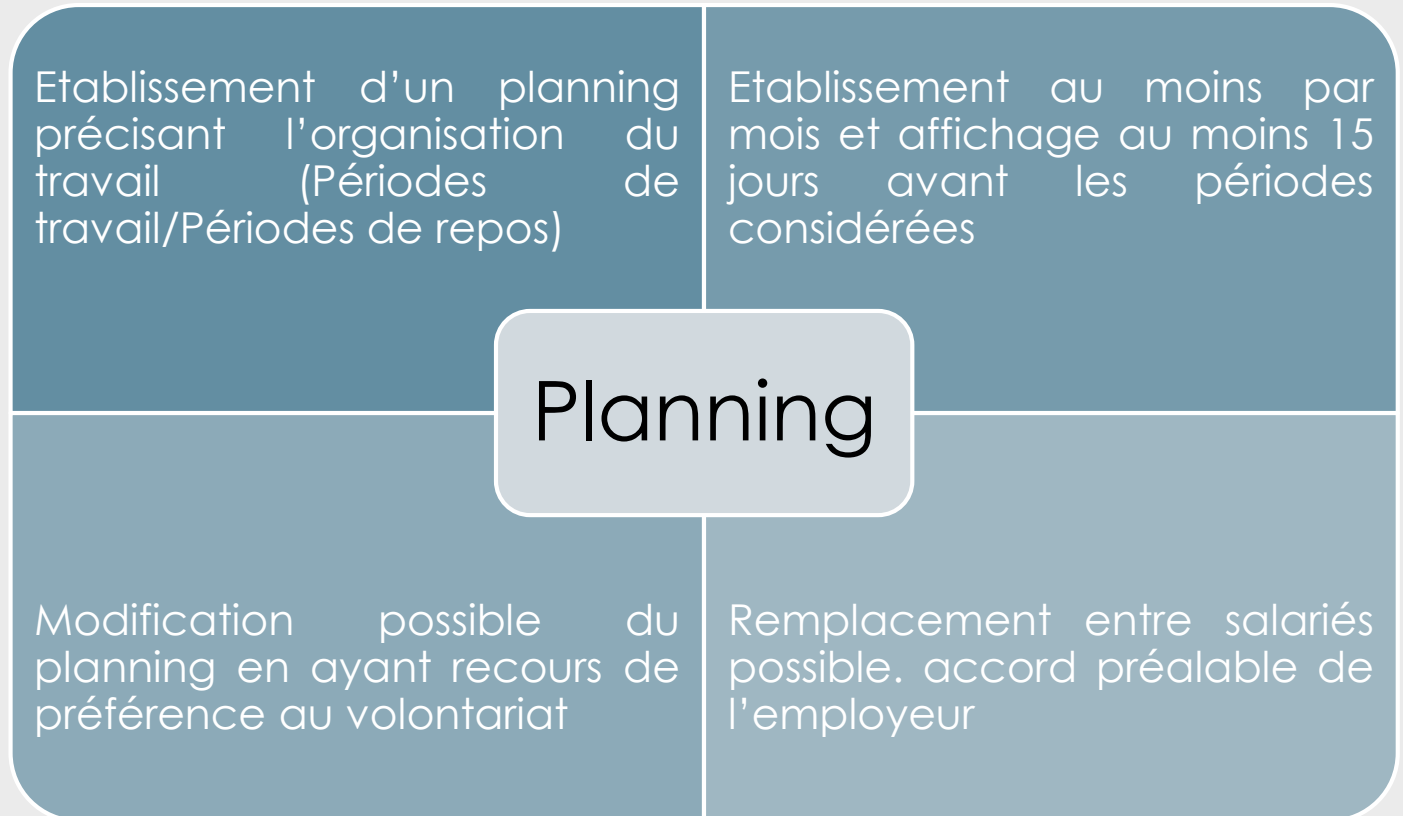 Etablissement d’un planning
précisant l’organisation du
travail (Périodes de
travail/Périodes de repos)
Etablissement au moins par
mois et affichage au moins 15
jours avant les périodes
considérées
Planning
Modification possible du
planning en ayant recours de
préférence au volontariat
Remplacement entre salariés
possible. accord préalable de
l’employeur